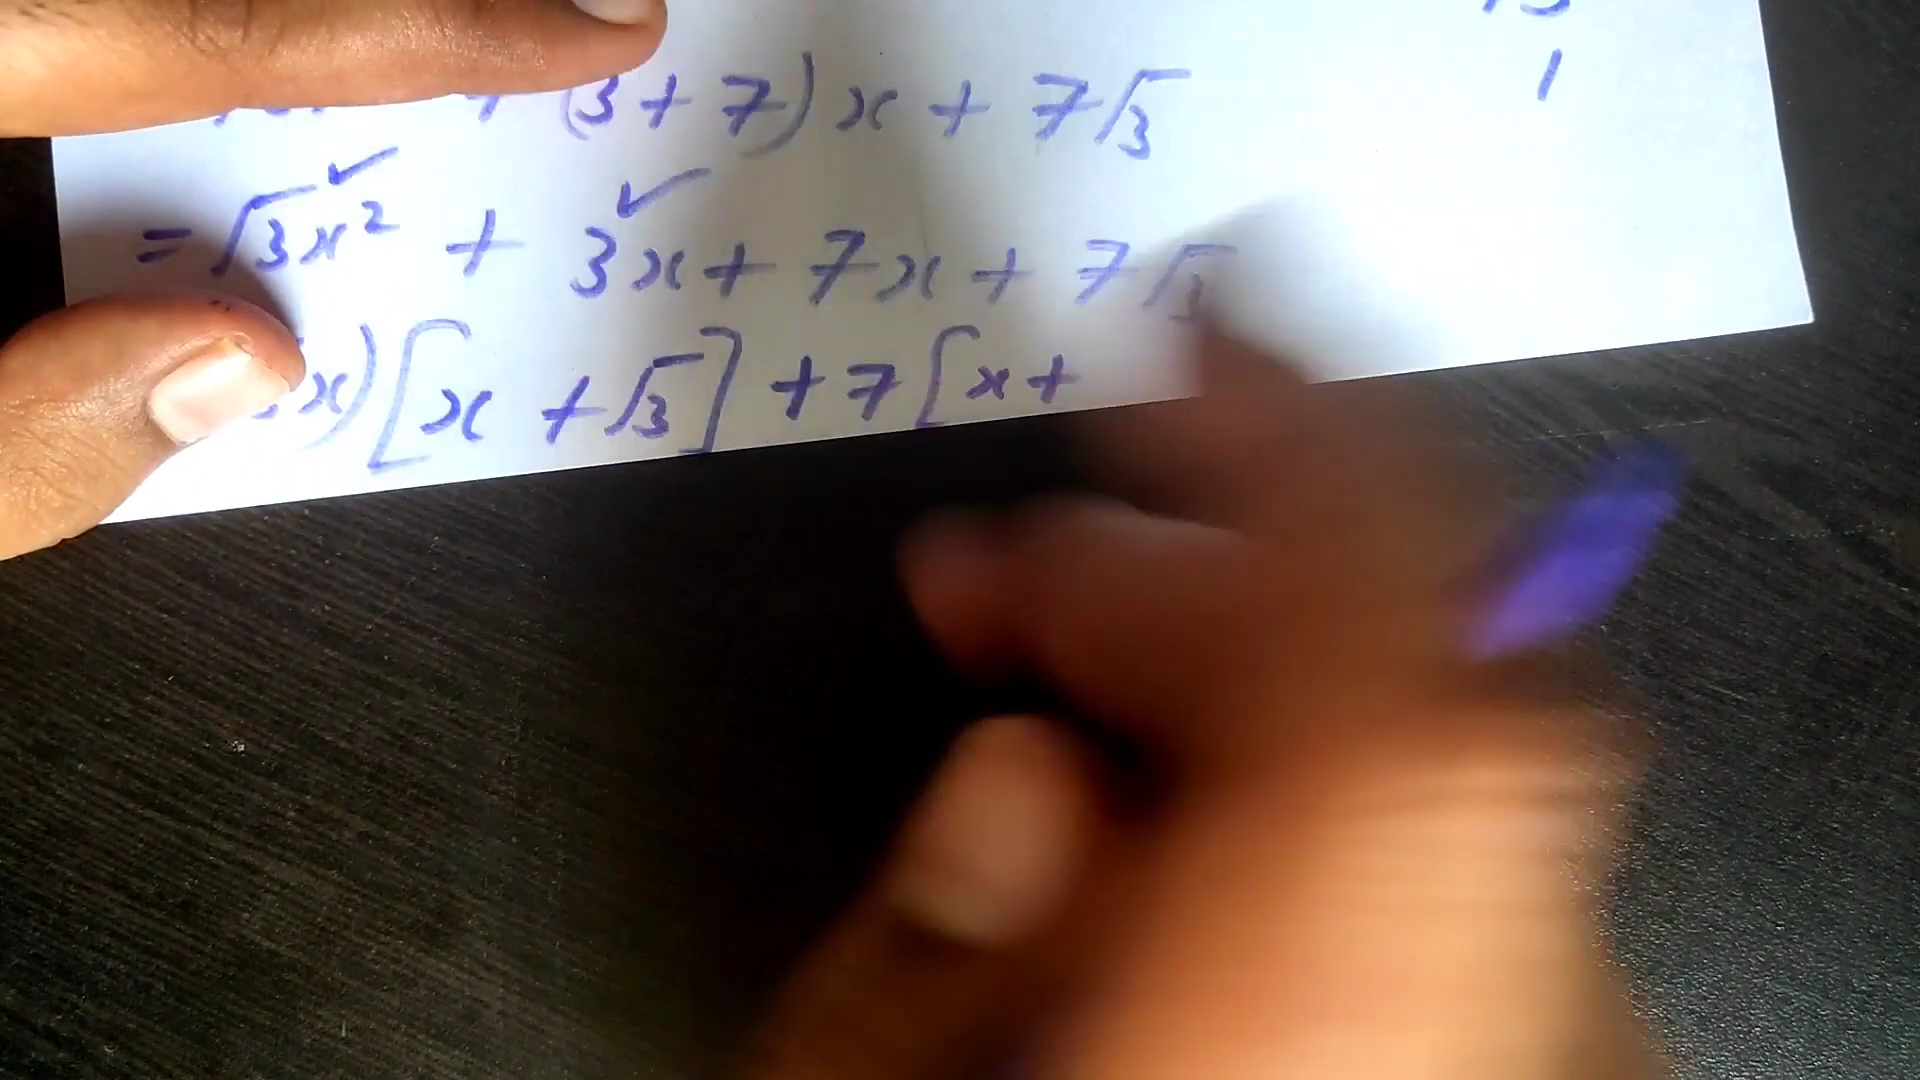 1
(3+7)x + 7√3
= √3x² + 3x + 7x + 7√3
x) [x + √3] + 7 [x +